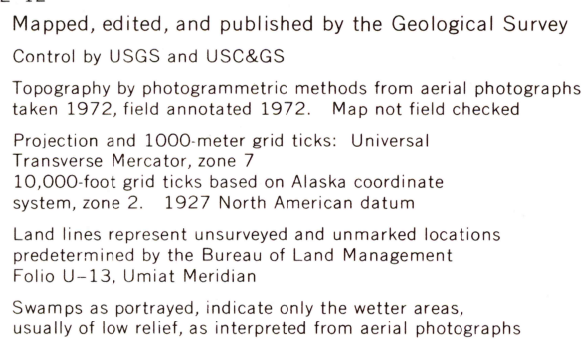 Mapped, edited, and published by the Geological Survey
Control by USGS and USC&GS
Topography by photogrammetric methods from aerial photographs
taken 1972, field annotated 1972. Map not field checked
Projection and 1000-meter grid ticks: Universal
Transverse Mercator, zone 7
10,000-foot grid ticks based on Alaska coordinate
system, zone 2. 1927 North American datum
Land lines represent unsurveyed and unmarked locations
predetermined by the Bureau of Land Management
Folio U-13, Umiat Meridian
Swamps as portrayed, indicate only the wetter areas,
usually of low relief, as interpreted from aerial photographs